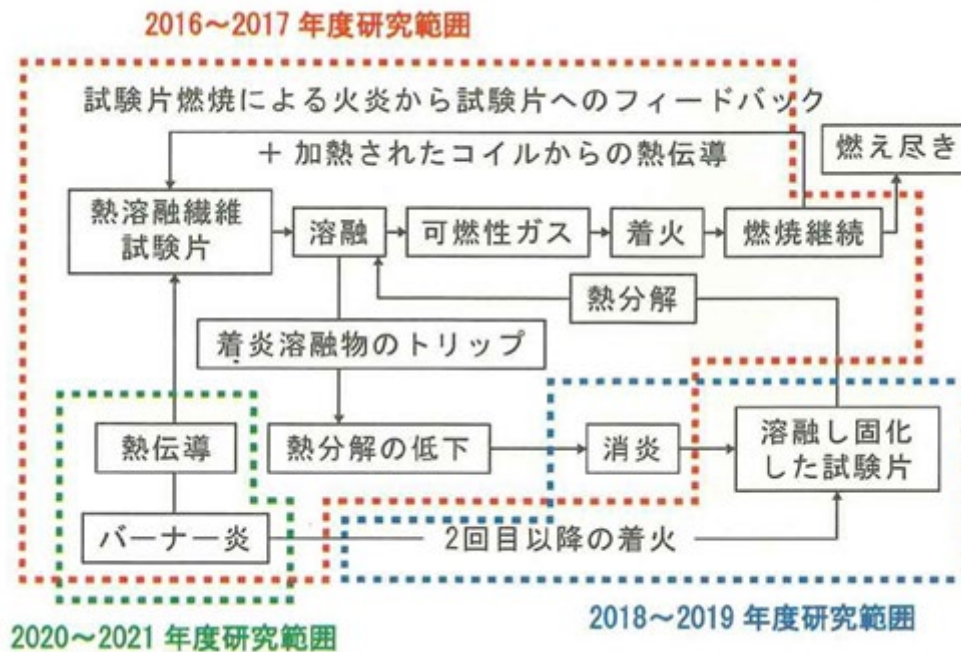 2016～2017 年度研究範囲
試験片燃焼による火炎から試験片へのフィードバック
＋ 加熱されたコイルからの熱伝導
燃え尽き
熱溶融繊維
試験片
溶融
可燃性ガス
着火
燃焼継続
熱分解
着炎溶融物のトリップ
熱伝導
熱分解の低下
消炎
溶融し固化
した試験片
バーナー炎
2回目以降の着火
2018～2019 年度研究範囲
2020～2021 年度研究範囲